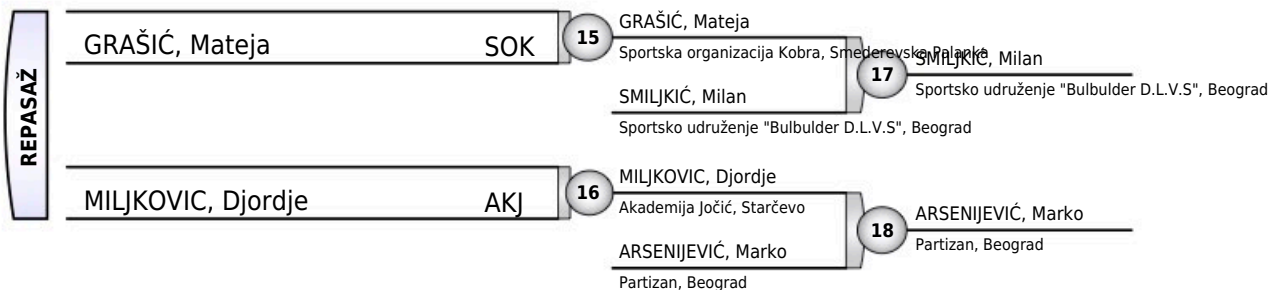 REPASAŽ
GRAŠIĆ, Mateja SOK
15
GRAŠIĆ, Mateja
Sportska organizacija Kobra, Smederevska Palanka
SMILJKIĆ, Milan
Sportsko udruženje "Bulbulder D.L.V.S", Beograd
17
SMILJKIĆ, Milan
Sportsko udruženje "Bulbulder D.L.V.S", Beograd
MILJKOVIC, Djordje AKJ
16
MILJKOVIC, Djordje
Akademija Jočić, Starčevo
ARSENIJEVIĆ, Marko
Partizan, Beograd
18
ARSENIJEVIĆ, Marko
Partizan, Beograd